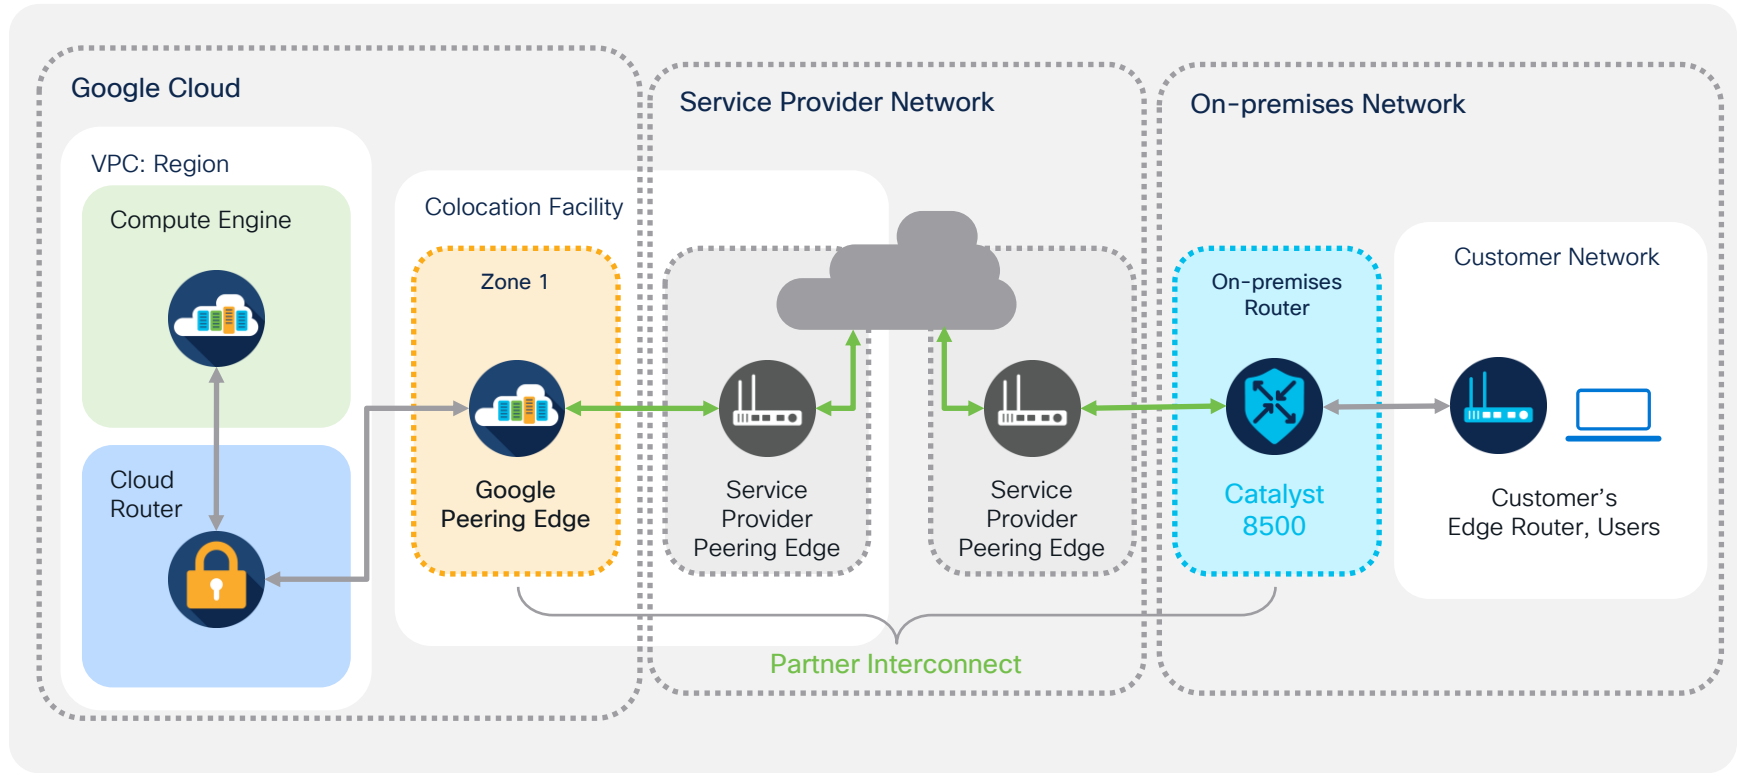 Google Cloud
VPC: Region
Compute Engine
Cloud
Router
Colocation Facility
Zone 1
Google
Peering Edge
Service Provider Network
Service
Provider
Peering Edge
Service
Provider
Peering Edge
Partner Interconnect
On-premises Network
On-premises
Router
Catalyst
8500
Customer Network
Customer’s
Edge Router, Users